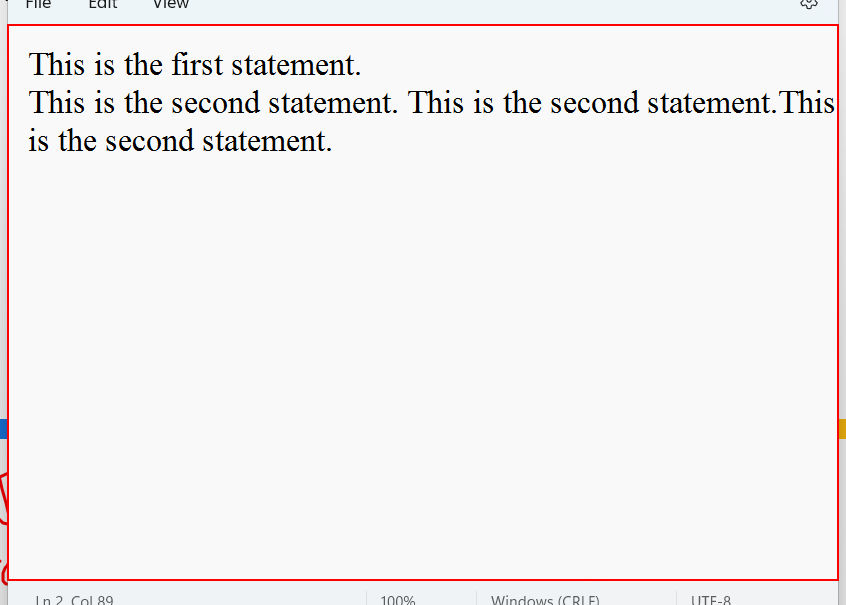 File Edit View
This is the first statement.
This is the second statement. This is the second statement.This
is the second statement.
Ln 2, Col 89 100% Windows (CRLF) UTF-8